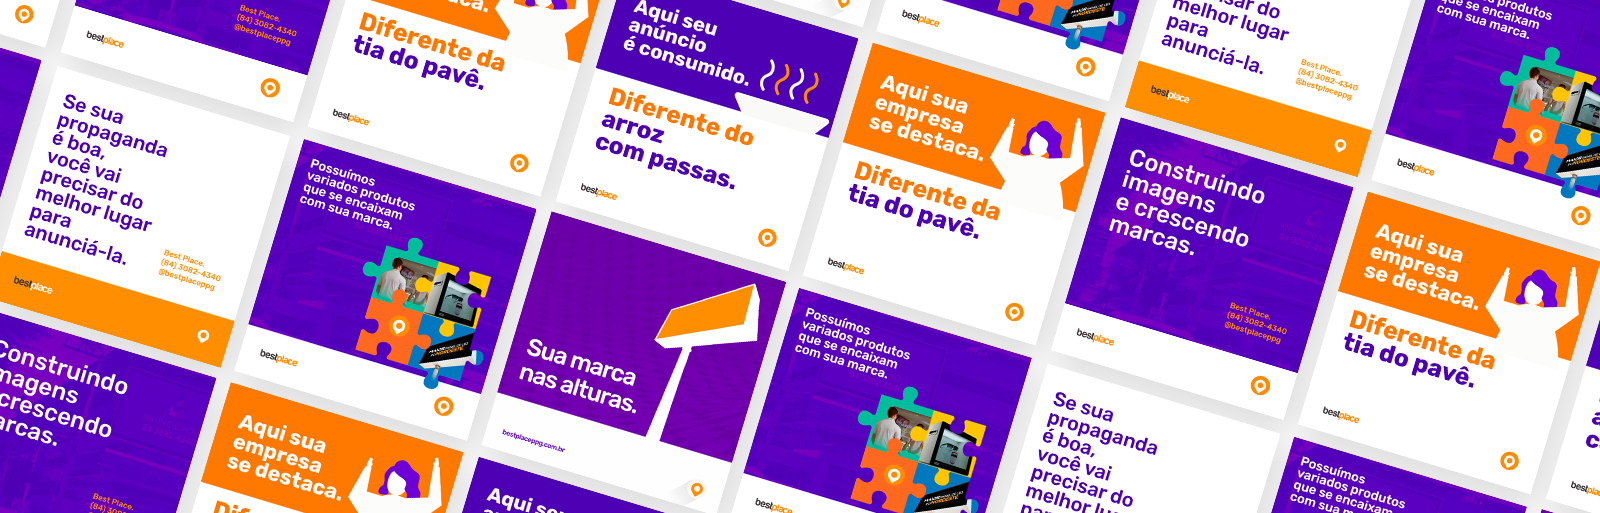 Best Place.
(84) 3082-4340
@bestplaceppg
bestplace
Se sua
propaganda
é boa,
você vai
precisar do
melhor lugar
para
anunciá-la.
Best Place.
(84) 3082-4340
@bestplaceppg
bestplace
Construindo
imagens
crescendo
marcas.
Best Place.
(84) 3082-4340
@bestplaceppg
Diferente da
tia do pavê.
bestplace
Possuímos
variados produtos
que se encaixam
com sua marca.
bestplace
Aqui sua
empresa
se destaca.
Aqui seu
anúncio
é consumido.
Diferente do
arroz
com passas.
bestplace
Sua marca
nas alturas.
bestplaceppg.com.br
Aqui seu
bestplace
Aqui sua
empresa
se destaca.
Diferente da
tia do pavê.
bestplace
Possuímos
variados produtos
que se encaixam
com sua marca.
bestplace
melhor lugar
para
anunciá-la.
Best Place.
(84) 3082-4340
@bestplaceppg
bestplace
Construindo
imagens
e crescendo
marcas.
Best Place.
(84) 3082-4340
@bestplaceppg
bestplace
Se sua
propaganda
é boa,
você vai
precisar do
melhor
que se encaixam
com sua marca.
bestplace
Aqui sua
empresa
se destaca.
Diferente da
tia do pavê.
bestplace
Possuímos
variados produtos
que se encaixam
com sua marca.